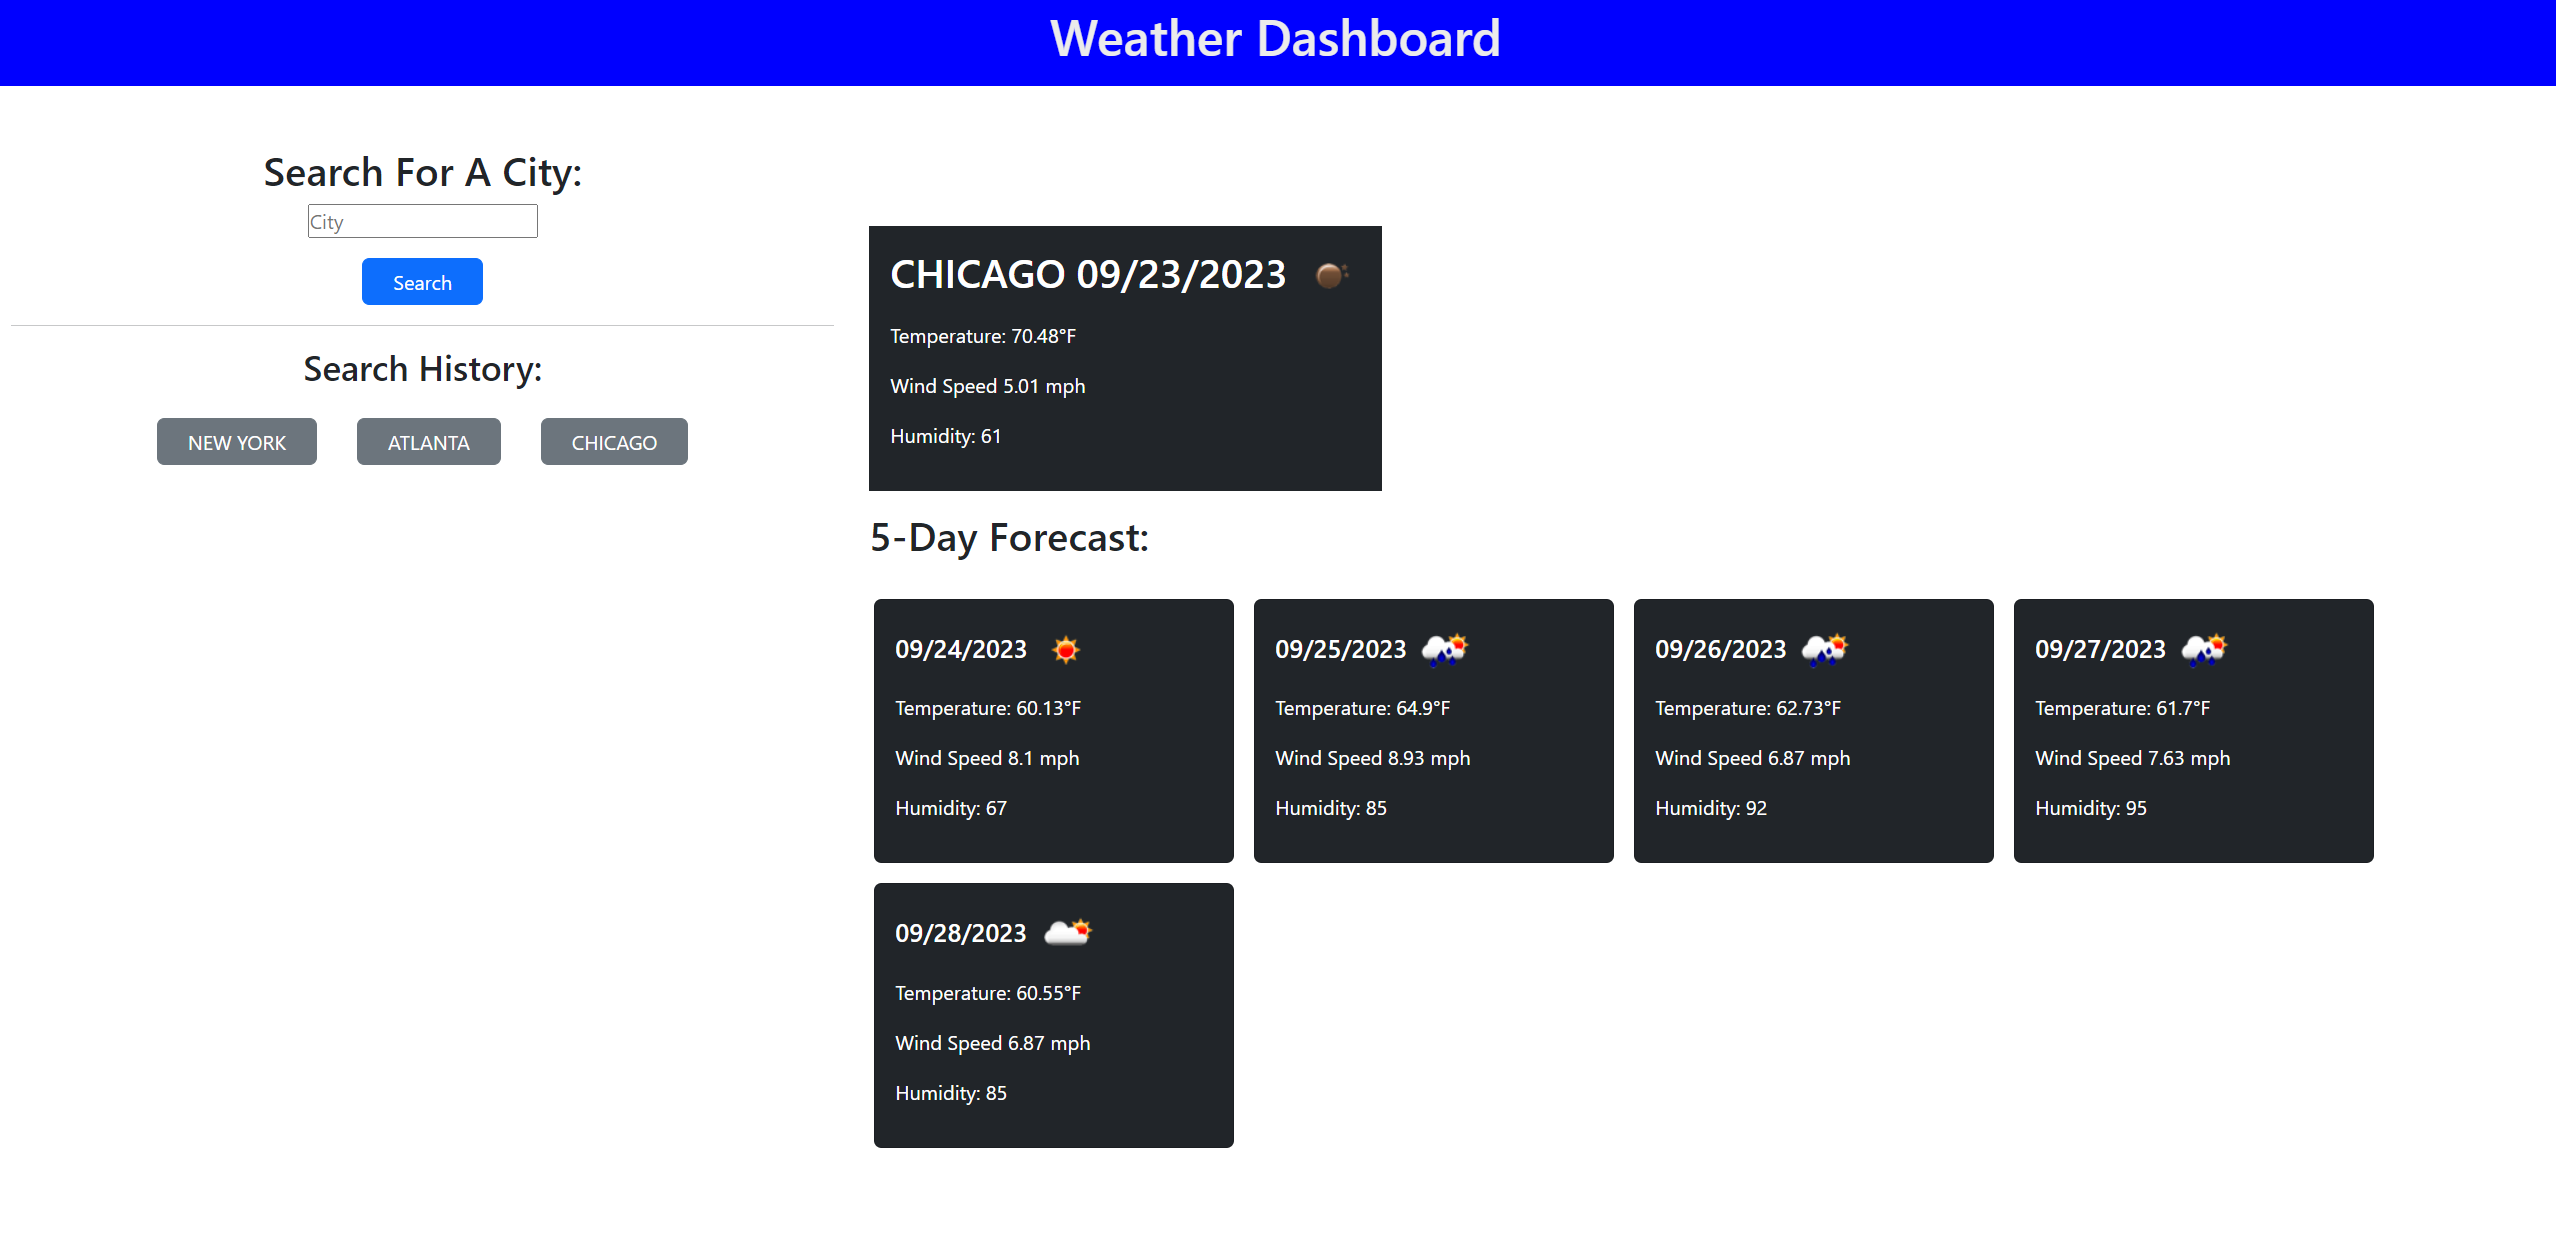 Weather Dashboard
Search For A City:
City
Search
Search History:
NEW YORK ATLANTA CHICAGO
CHICAGO 09/23/2023
Temperature: 70.48°F
Wind Speed 5.01 mph
Humidity: 61
5-Day Forecast:
09/24/2023
Temperature: 60.13°F
Wind Speed 8.1 mph
Humidity: 67
09/25/2023
Temperature: 64.9°F
Wind Speed 8.93 mph
Humidity: 85
09/26/2023
Temperature: 62.73°F
Wind Speed 6.87 mph
Humidity: 92
09/27/2023
Temperature: 61.7°F
Wind Speed 7.63 mph
Humidity: 95
09/28/2023
Temperature: 60.55°F
Wind Speed 6.87 mph
Humidity: 85